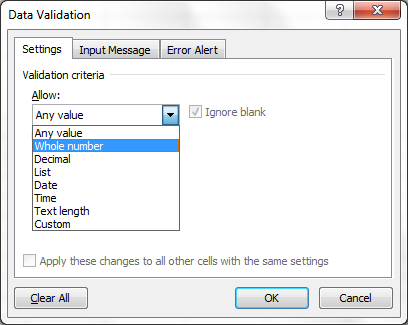 Data Validation
Settings Input Message Error Alert
Validation criteria
Allow:
Any value Ignore blank
Any value
Whole number
Decimal
List
Date
Time
Text length
Custom
Apply these changes to all other cells with the same settings
Clear All OK Cancel